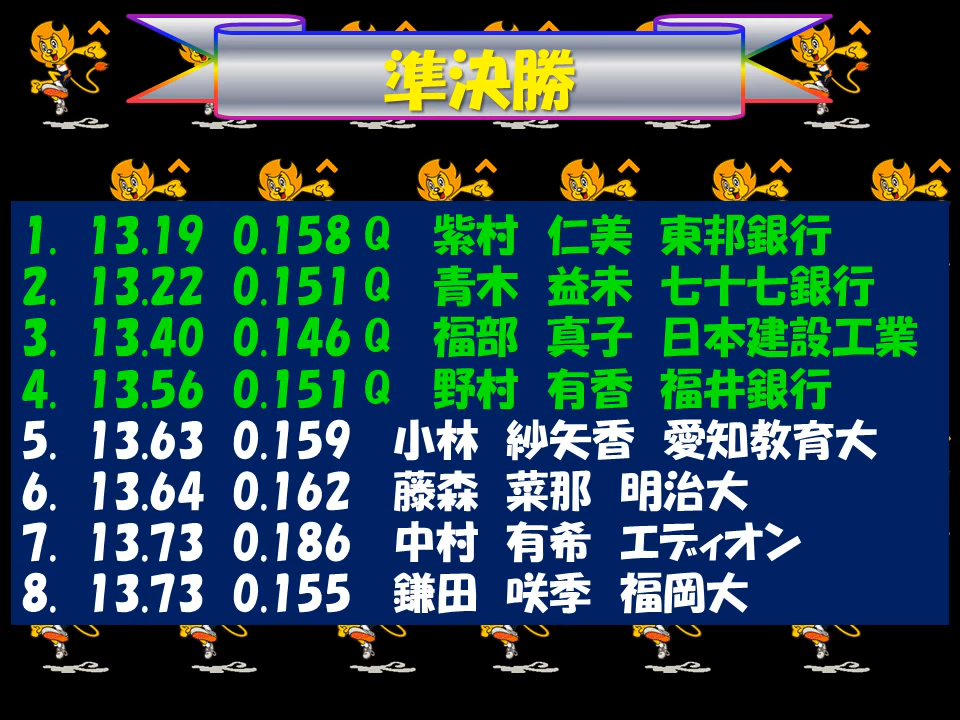 準決勝
1. 13.19 0.158 Q 紫村 仁美 東邦銀行
2. 13.22 0.151 Q 青木 益未 七十七銀行
3. 13.40 0.146 Q 福部 真子 日本建設工業
4. 13.56 0.151 Q 野村 有香 福井銀行
5. 13.63 0.159 小林 紗矢香 愛知教育大
6. 13.64 0.162 藤森 菜那 明治大
7. 13.73 0.186 中村 有希 エディオン
8. 13.73 0.155 鎌田 咲季 福岡大